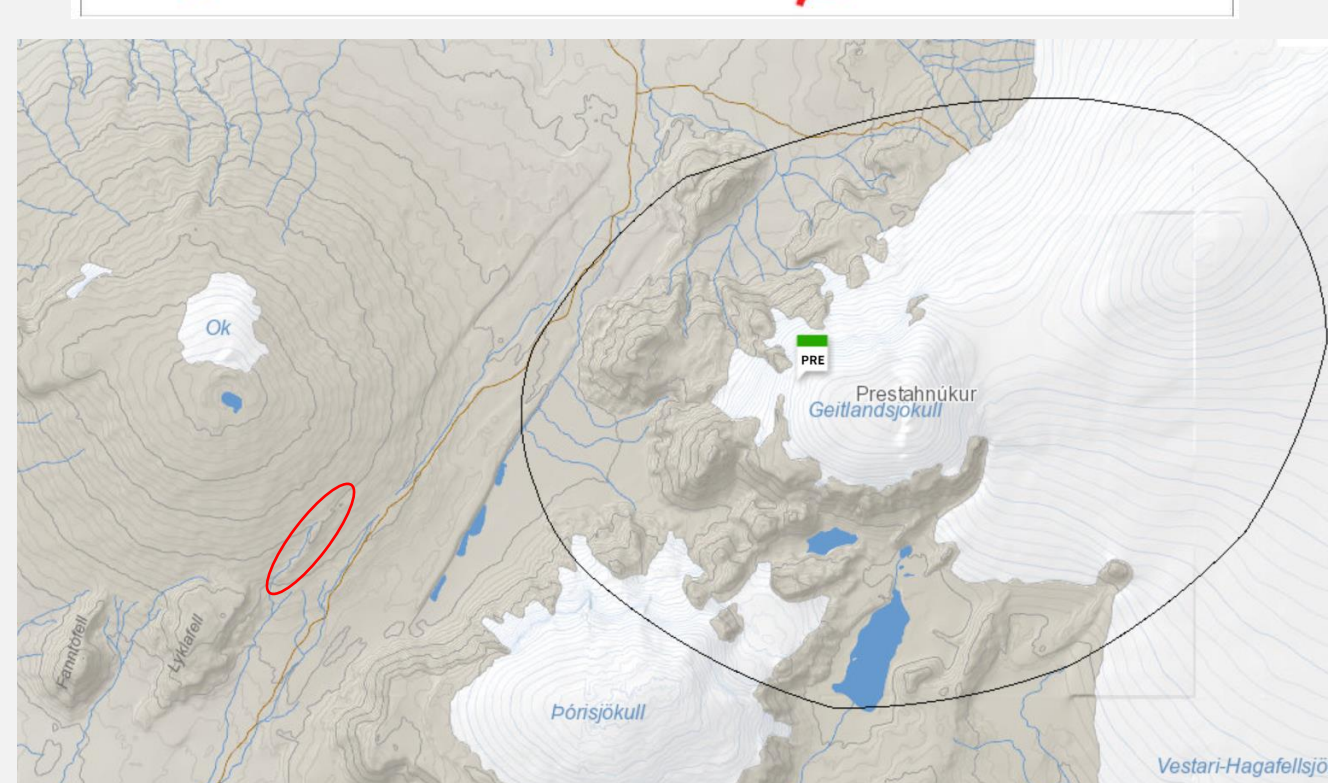 Ok
PRE
Prestahnúkur
Geitlandsjökull
Fanntófell
Lyklafell
Þórisjökull
Vestari-Hagafellsjö